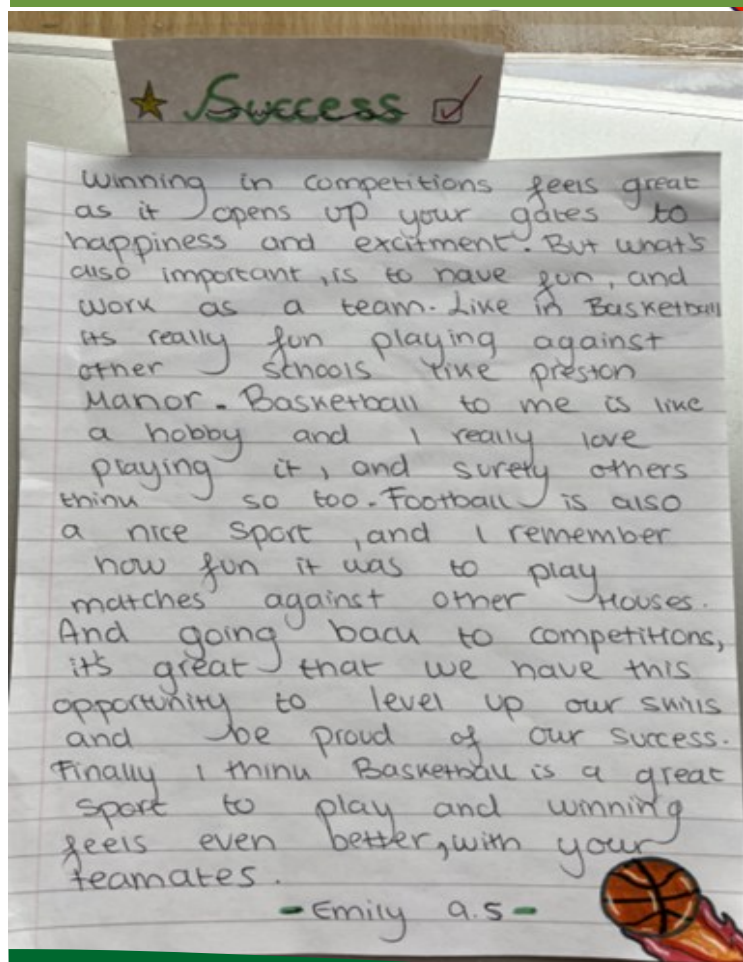 Success
Winning in competitions feels great
as it opens up your gates to
happiness and excitment. But what's
also important, is to have fun, and
work as a team. Like in Basketball
its really fun playing against
other schools like preston
Manor. Basketball to me is like
a hobby and I really love
playing it, and surely others
think so too. Football is also
a nice sport, and I remember
how fun it was to play
matches against other Houses.
And going back to competitions,
it's great that we have this
opportunity to level up our skills
and be proud of our success.
Finally I think Basketball is a great
sport to play and winning
feels even better, with your
teamates.
- Emily 9.5 -